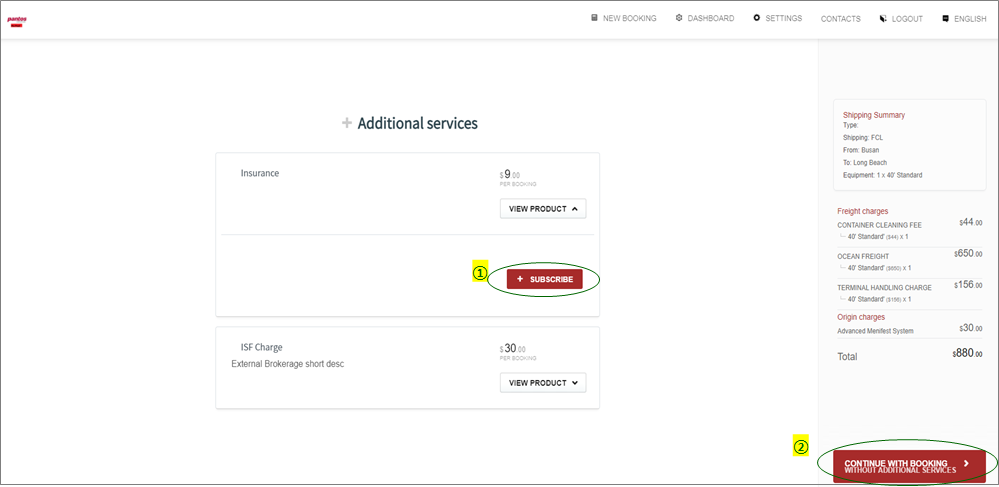 pantos
NEW BOOKING DASHBOARD SETTINGS CONTACTS LOGOUT ENGLISH
+ Additional services
Insurance
$9.00
PER BOOKING
VIEW PRODUCT
①
+ SUBSCRIBE
ISF Charge
External Brokerage short desc
$30.00
PER BOOKING
VIEW PRODUCT
Shipping Summary
Type:
Shipping: FCL
From: Busan
To: Long Beach
Equipment: 1 x 40' Standard
Freight charges
CONTAINER CLEANING FEE $44.00
40' Standard' ($44) X 1
OCEAN FREIGHT $650.00
40' Standard' ($650) X 1
TERMINAL HANDLING CHARGE $156.00
40' Standard' ($156) X 1
Origin charges
Advanced Menifest System $30.00
Total $880.00
②
CONTINUE WITH BOOKING
WITHOUT ADDITIONAL SERVICES